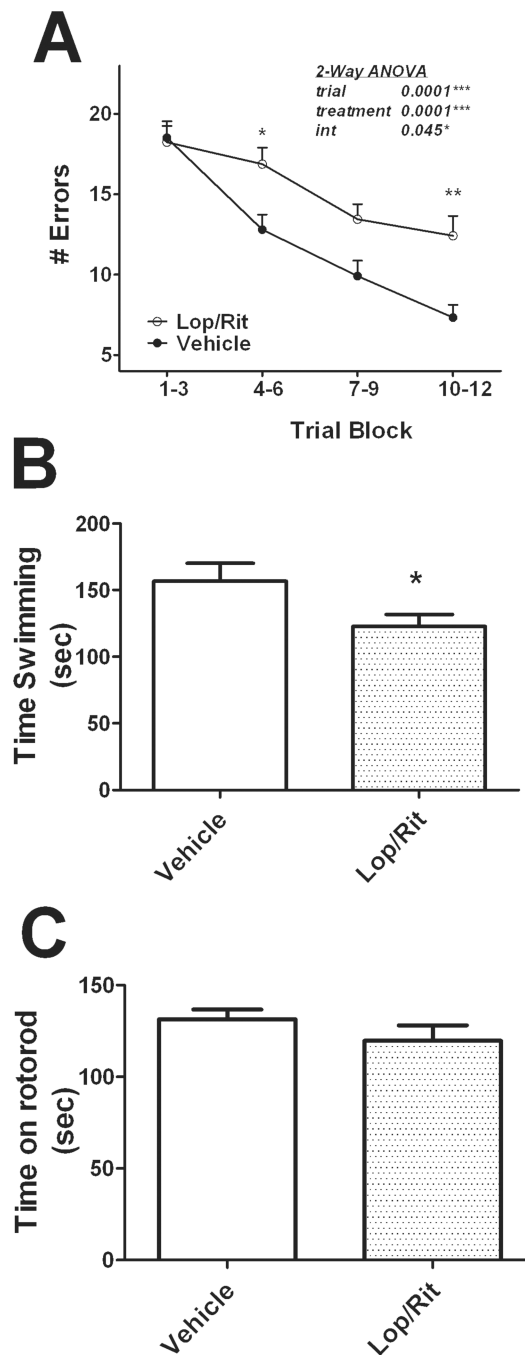 A
2-Way ANOVA
trial 0.0001***
treatment 0.0001***
int 0.045*
# Errors
20
15
10
5
*
**
Lop/Rit
Vehicle
1-3 4-6 7-9 10-12
Trial Block
B
Time Swimming
(sec)
200
150
100
50
0
*
Vehicle Lop/Rit
C
Time on rotorod
(sec)
150
100
50
0
Vehicle Lop/Rit